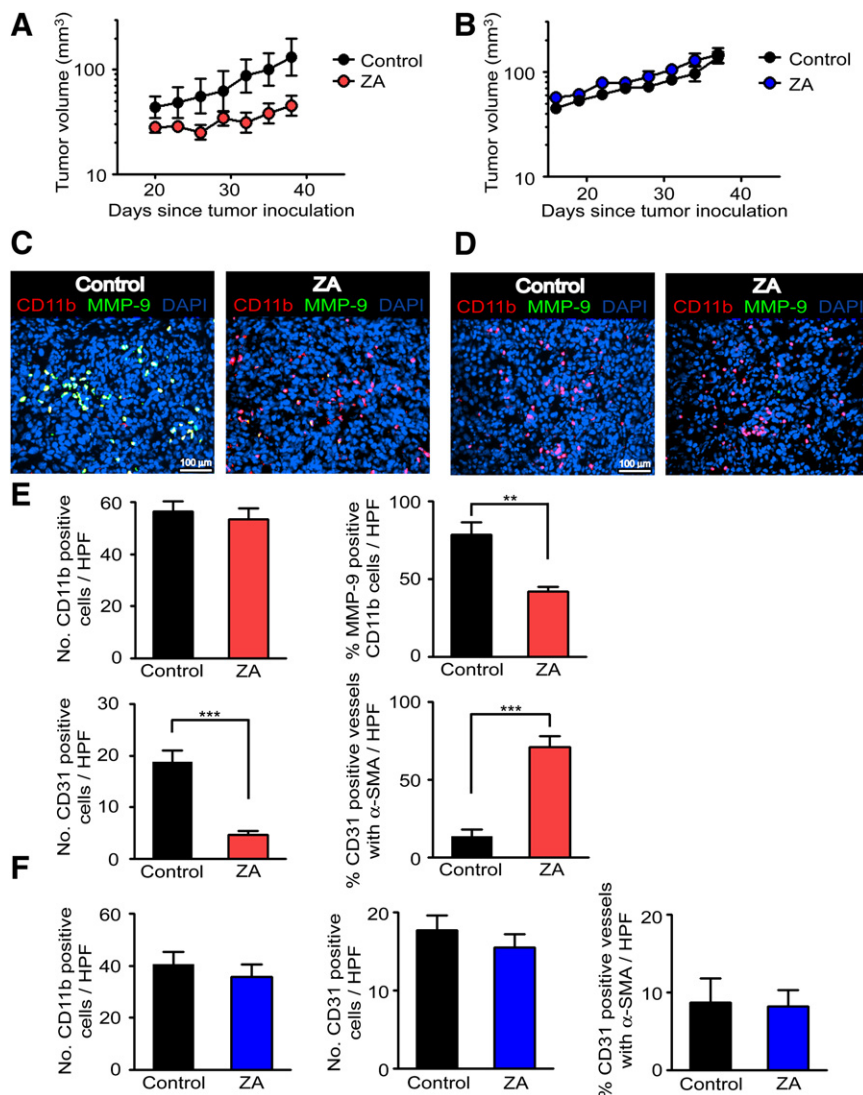 A
Tumor volume (mm³)
100
10
20 30 40
Days since tumor inoculation
Control
ZA
B
Tumor volume (mm³)
100
10
20 30 40
Days since tumor inoculation
Control
ZA
C
Control
CD11b MMP-9 DAPI
100 µm
ZA
CD11b MMP-9 DAPI
D
Control
CD11b MMP-9 DAPI
100 µm
ZA
CD11b MMP-9 DAPI
E
No. CD11b positive
cells / HPF
60
40
20
0
Control ZA
% MMP-9 positive
CD11b cells / HPF
100
50
0
**
Control ZA
No. CD31 positive
cells / HPF
30
20
10
0
***
Control ZA
% CD31 positive vessels
with α-SMA / HPF
100
50
0
***
Control ZA
F
No. CD11b positive
cells / HPF
60
40
20
0
Control ZA
No. CD31 positive
cells / HPF
20
10
0
Control ZA
% CD31 positive vessels
with α-SMA / HPF
20
10
0
Control ZA